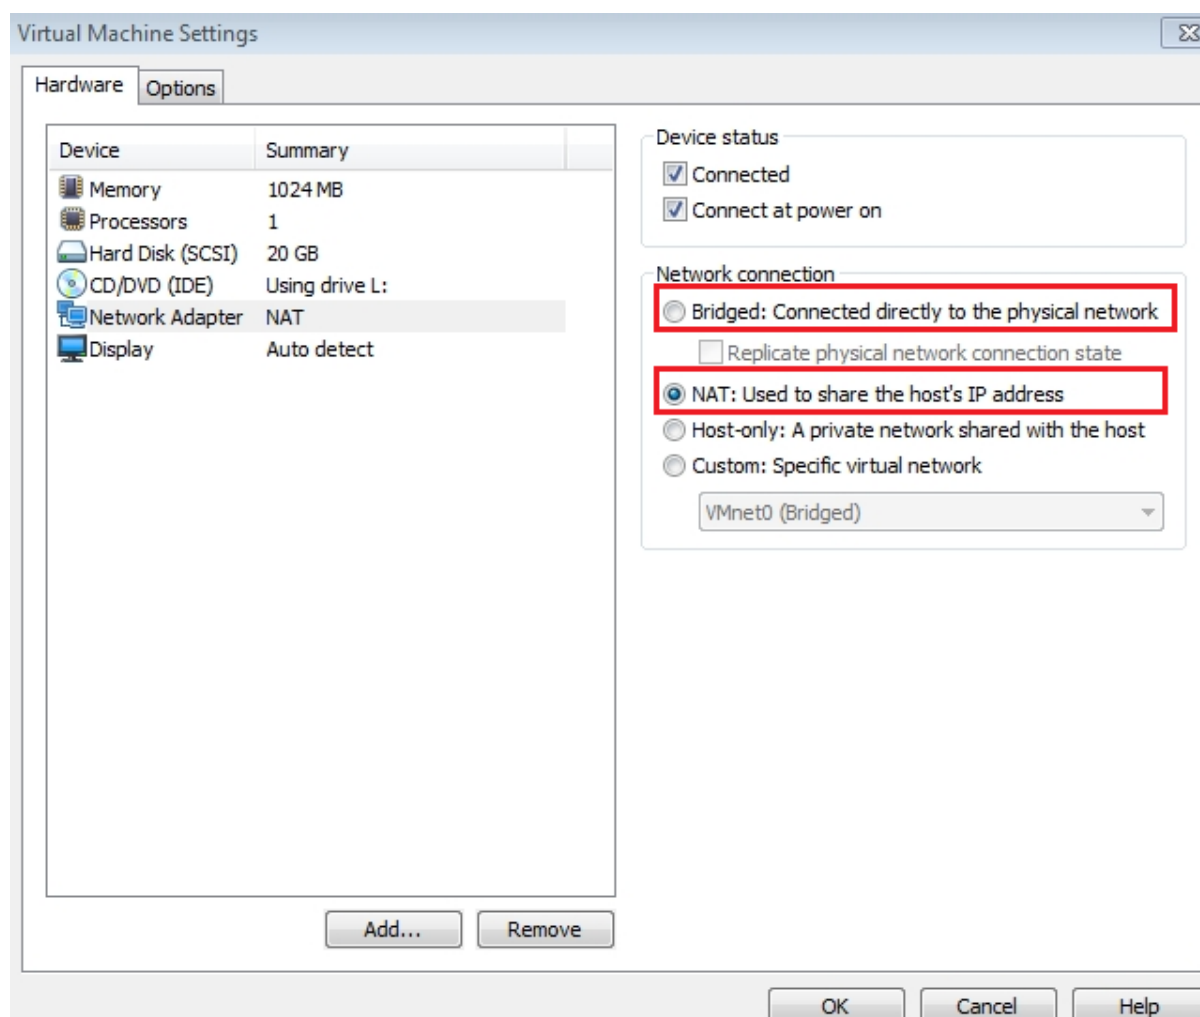 Virtual Machine Settings
Hardware
Options
Device Summary
Memory 1024 MB
Processors 1
Hard Disk (SCSI) 20 GB
CD/DVD (IDE) Using drive L:
Network Adapter NAT
Display Auto detect
Add...
Remove
Device status
Connected
Connect at power on
Network connection
Bridged: Connected directly to the physical network
Replicate physical network connection state
NAT: Used to share the host's IP address
Host-only: A private network shared with the host
Custom: Specific virtual network
VMnet0 (Bridged)
OK
Cancel
Help